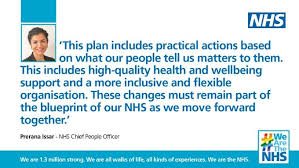 NHS
‘This plan includes practical actions based
on what our people tell us matters to them.
This includes high-quality health and wellbeing
support and a more inclusive and flexible
organisation. These changes must remain part of
the blueprint of our NHS as we move forward
together.’
Prerana Issar - NHS Chief People Officer
We are 1.3 million strong. We are all walks of life, all kinds of experiences. We are the NHS.
#We
Are
The
NHS